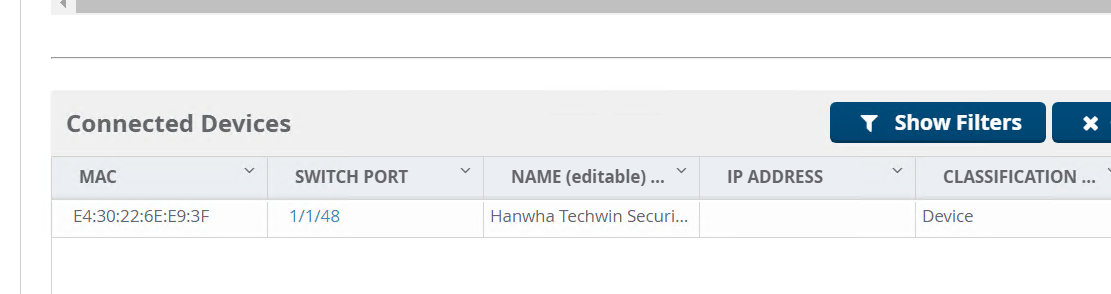 Connected Devices
Show Filters
MAC SWITCH PORT NAME (editable) ... IP ADDRESS CLASSIFICATION ...
E4:30:22:6E:E9:3F 1/1/48 Hanwha Techwin Securi... Device